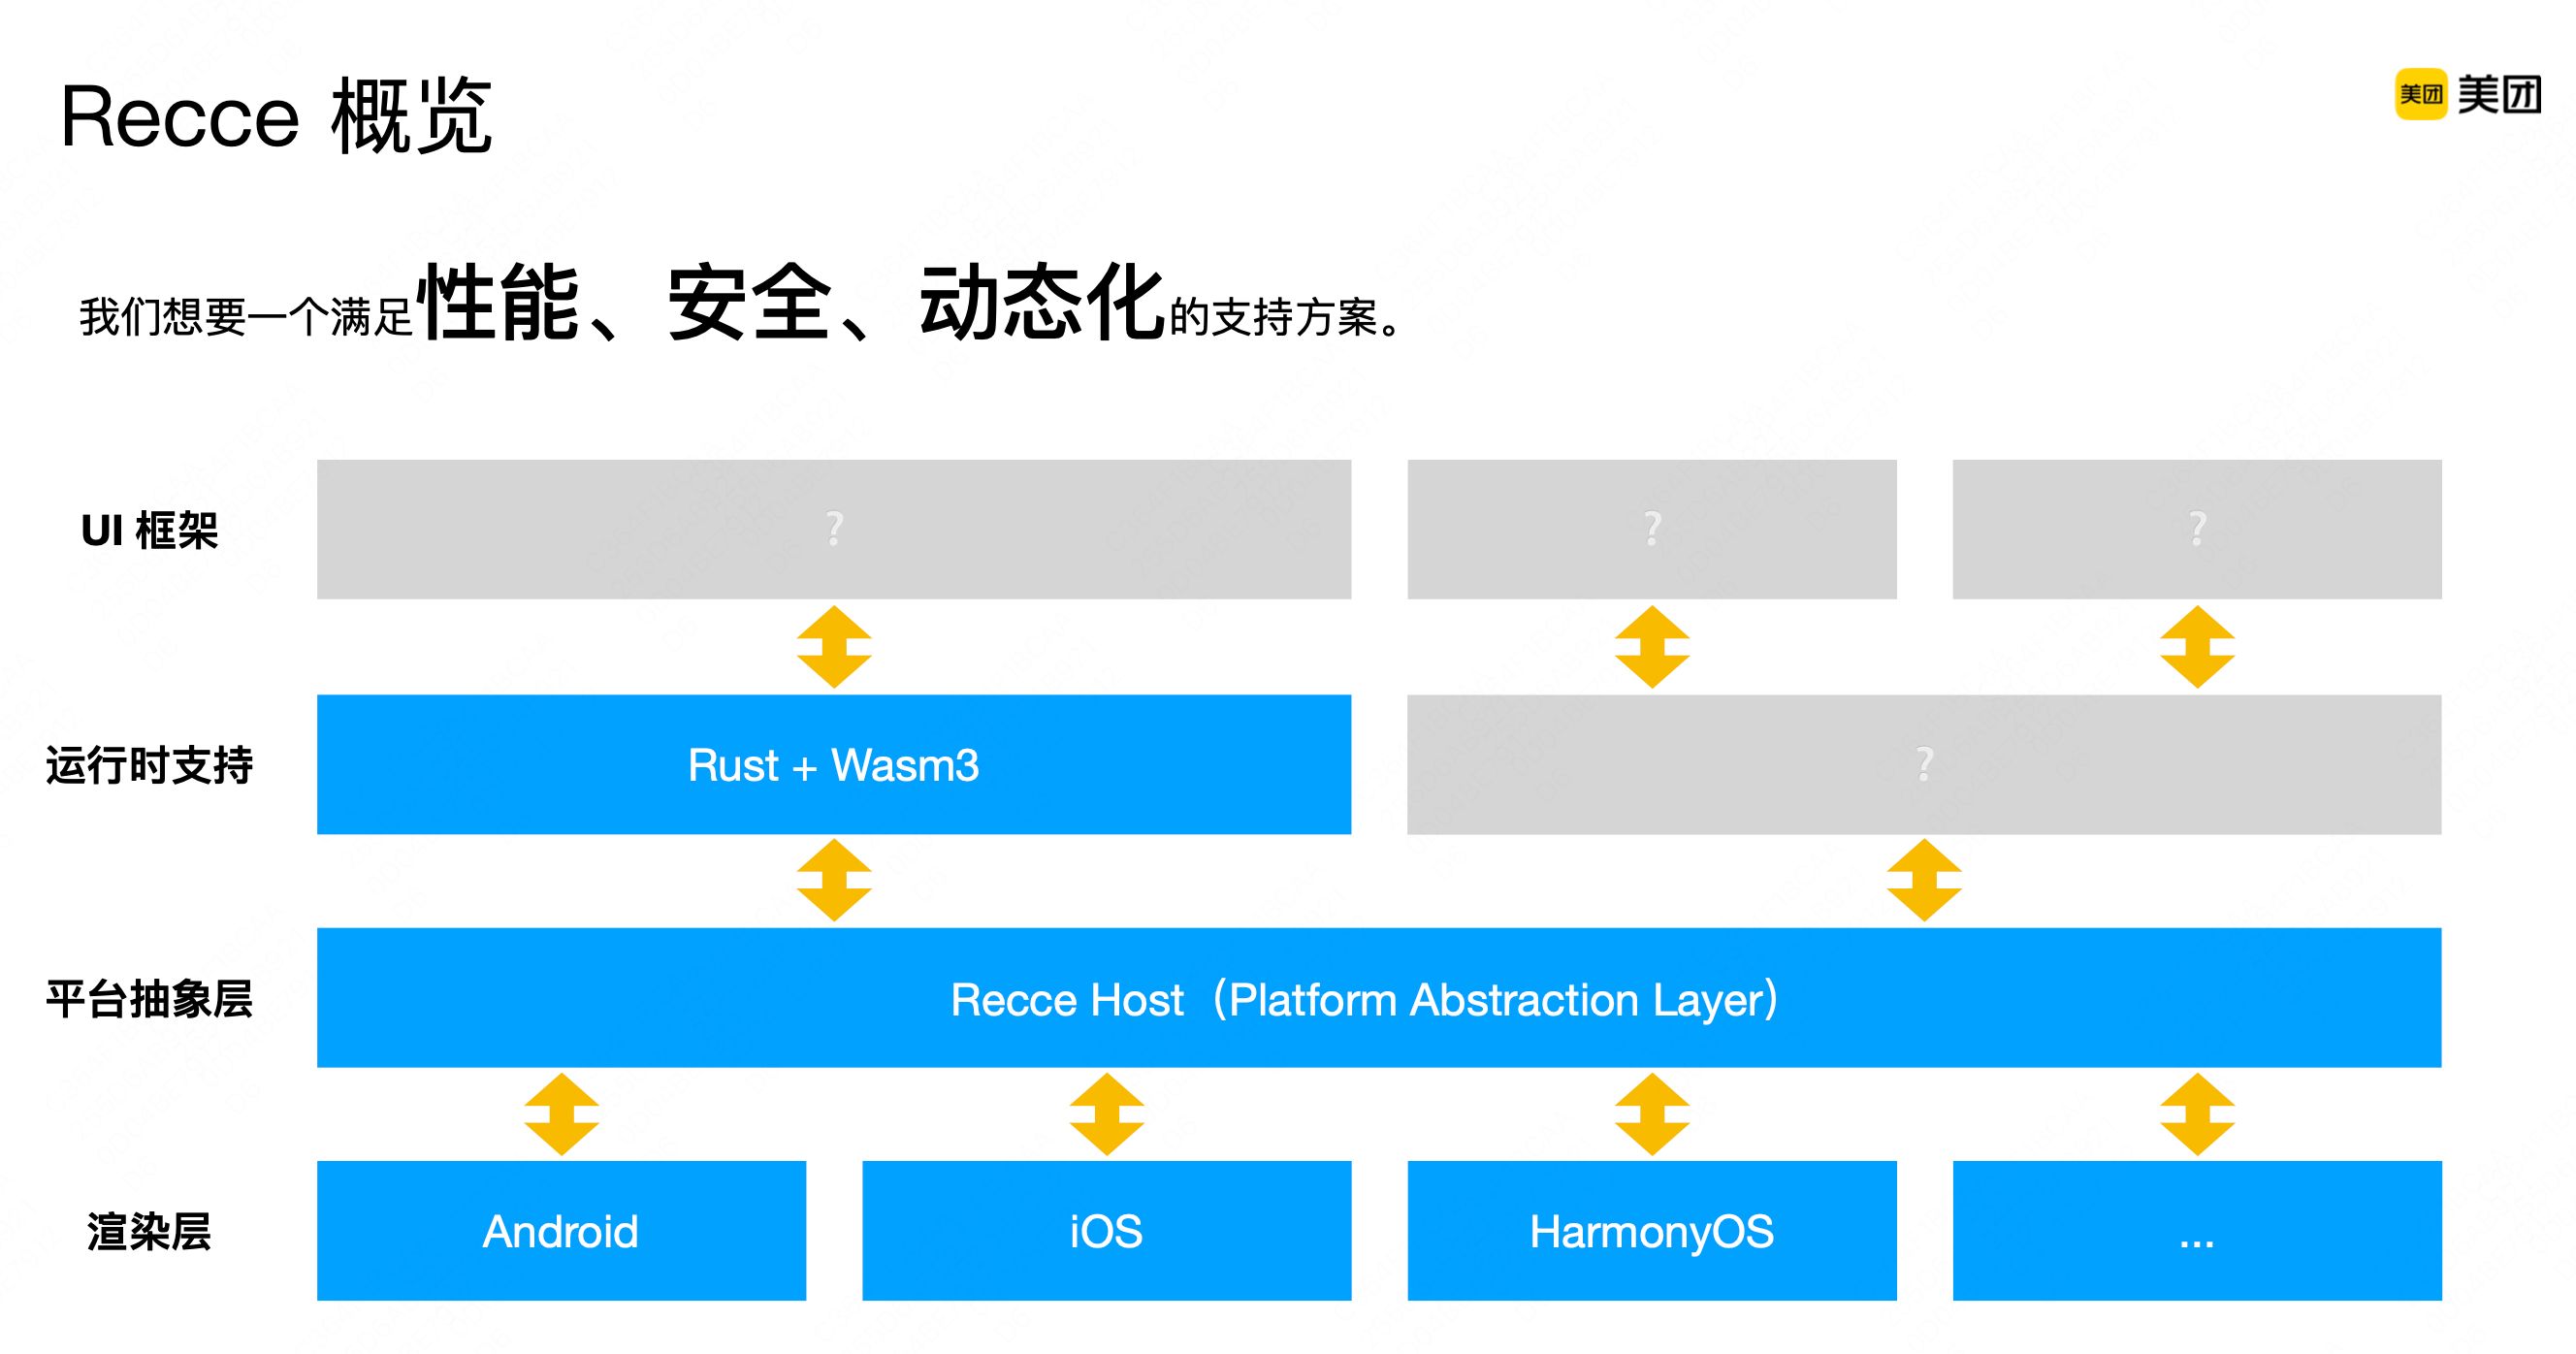 Recce 概览
美团 美团
我们想要一个满足性能、安全、动态化的支持方案。
UI 框架
?
?
?
运行时支持
Rust + Wasm3
?
平台抽象层
Recce Host（Platform Abstraction Layer）
渲染层
Android
iOS
HarmonyOS
...